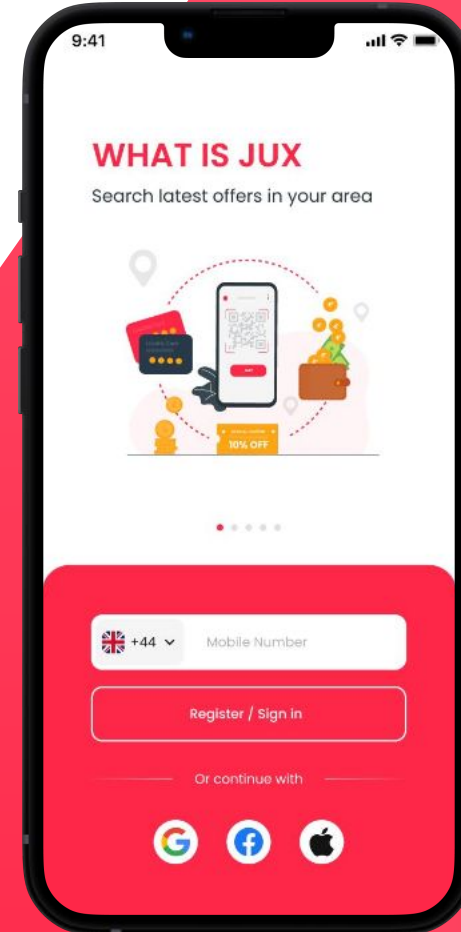 9:41
WHAT IS JUX
Search latest offers in your area
10% OFF
+44
Mobile Number
Register / Sign in
Or continue with